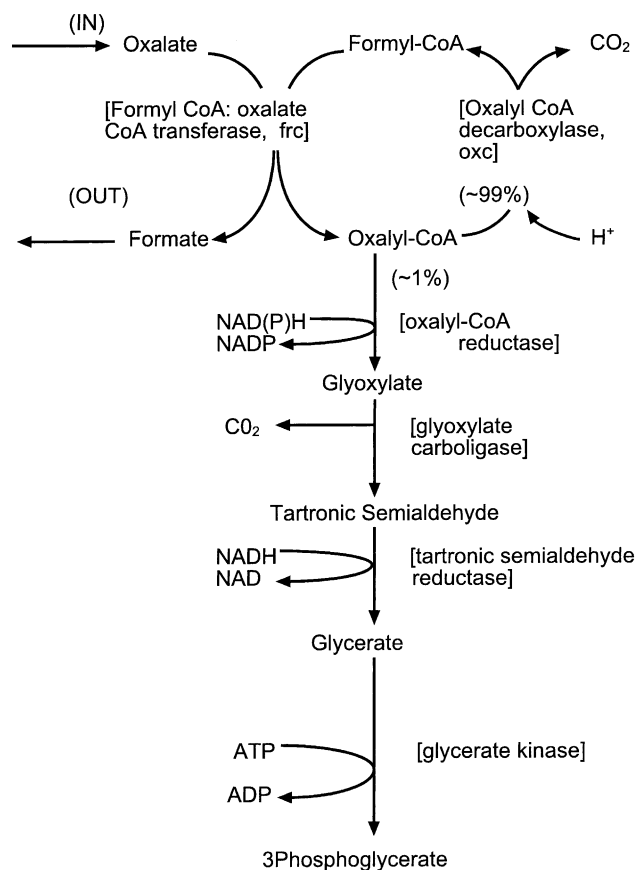 (IN)
Oxalate
Formyl-CoA
CO₂
[Formyl CoA: oxalate
CoA transferase, frc]
[Oxalyl CoA
decarboxylase,
oxc]
(OUT)
(~99%)
Formate
Oxalyl-CoA
H⁺
(~1%)
NAD(P)H
NADP
[oxalyl-CoA
reductase]
Glyoxylate
C0₂
[glyoxylate
carboligase]
Tartronic Semialdehyde
NADH
NAD
[tartronic semialdehyde
reductase]
Glycerate
ATP
[glycerate kinase]
ADP
3Phosphoglycerate